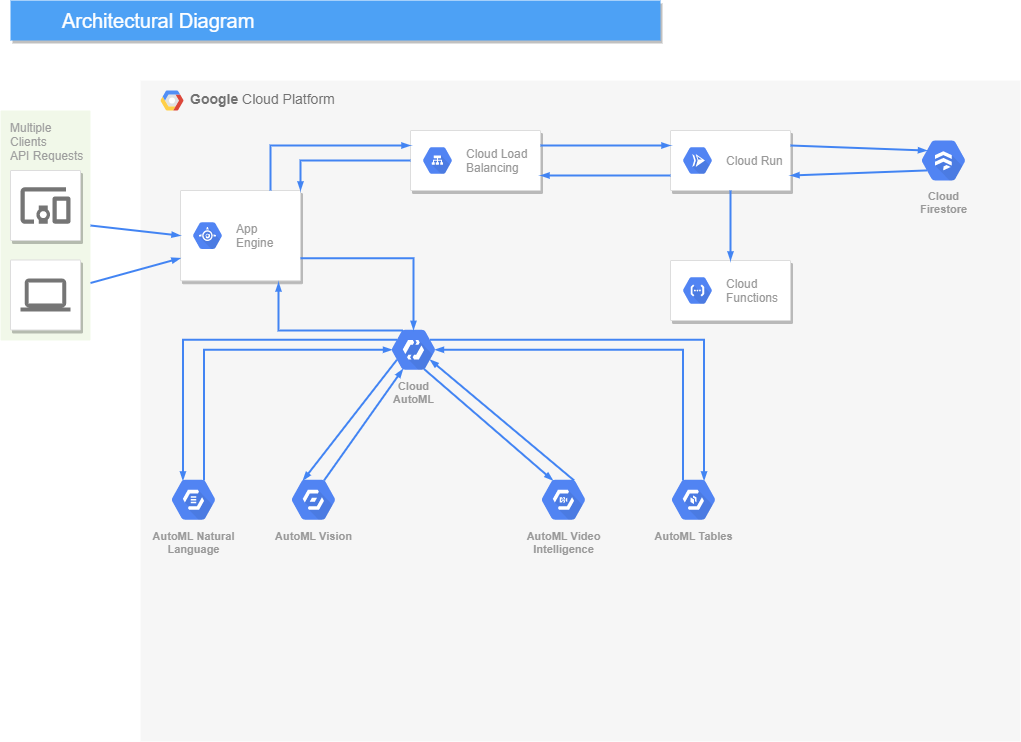 Architectural Diagram
Google Cloud Platform
Multiple
Clients
API Requests
Cloud Load
Balancing
Cloud Run
Cloud
Firestore
App
Engine
Cloud
Functions
Cloud
AutoML
AutoML Natural
Language
AutoML Vision
AutoML Video
Intelligence
AutoML Tables